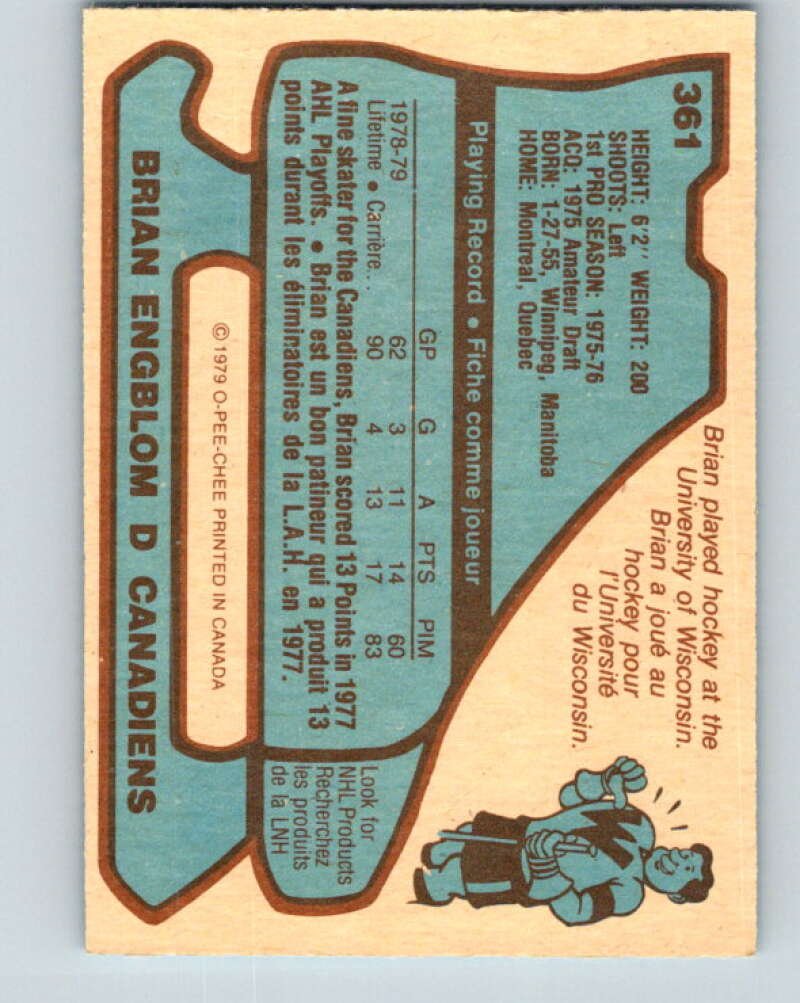 361
HEIGHT: 6'2" WEIGHT: 200
SHOOTS: Left
1st PRO SEASON: 1975-76
ACQ: 1975 Amateur Draft
BORN: 1-27-55, Winnipeg, Manitoba
HOME: Montreal, Quebec
Brian played hockey at the
University of Wisconsin.
Brian a joué au
hockey pour
l'Université
du Wisconsin.
W
Playing Record • Fiche comme joueur
GP G A PTS PIM
1978-79 62 3 11 14 60
Lifetime • Carrière... 90 4 13 17 83
A fine skater for the Canadiens, Brian scored 13 Points in 1977
AHL Playoffs. • Brian est un bon patineur qui a produit 13
points durant les éliminatoires de la L.A.H. en 1977.
Look for
NHL Products
Recherchez
les produits
de la LNH
© 1979 O-PEE-CHEE PRINTED IN CANADA
BRIAN ENGBLOM D CANADIENS